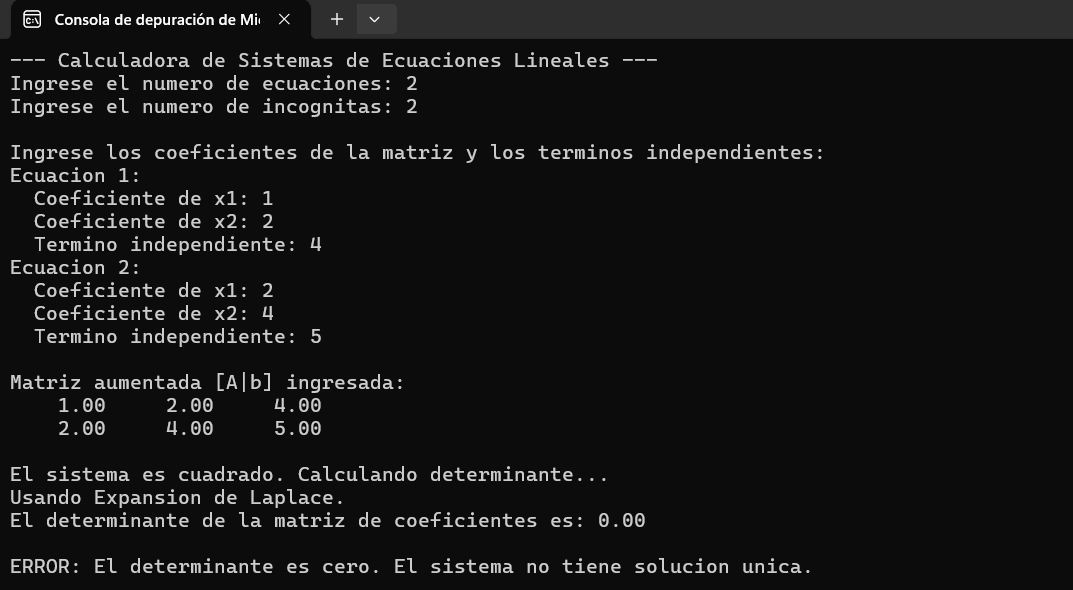 Consola de depuración de Mi
--- Calculadora de Sistemas de Ecuaciones Lineales ---
Ingrese el numero de ecuaciones: 2
Ingrese el numero de incognitas: 2
Ingrese los coeficientes de la matriz y los terminos independientes:
Ecuacion 1:
  Coeficiente de x1: 1
  Coeficiente de x2: 2
  Termino independiente: 4
Ecuacion 2:
  Coeficiente de x1: 2
  Coeficiente de x2: 4
  Termino independiente: 5
Matriz aumentada [A|b] ingresada:
    1.00     2.00     4.00
    2.00     4.00     5.00
El sistema es cuadrado. Calculando determinante...
Usando Expansion de Laplace.
El determinante de la matriz de coeficientes es: 0.00
ERROR: El determinante es cero. El sistema no tiene solucion unica.